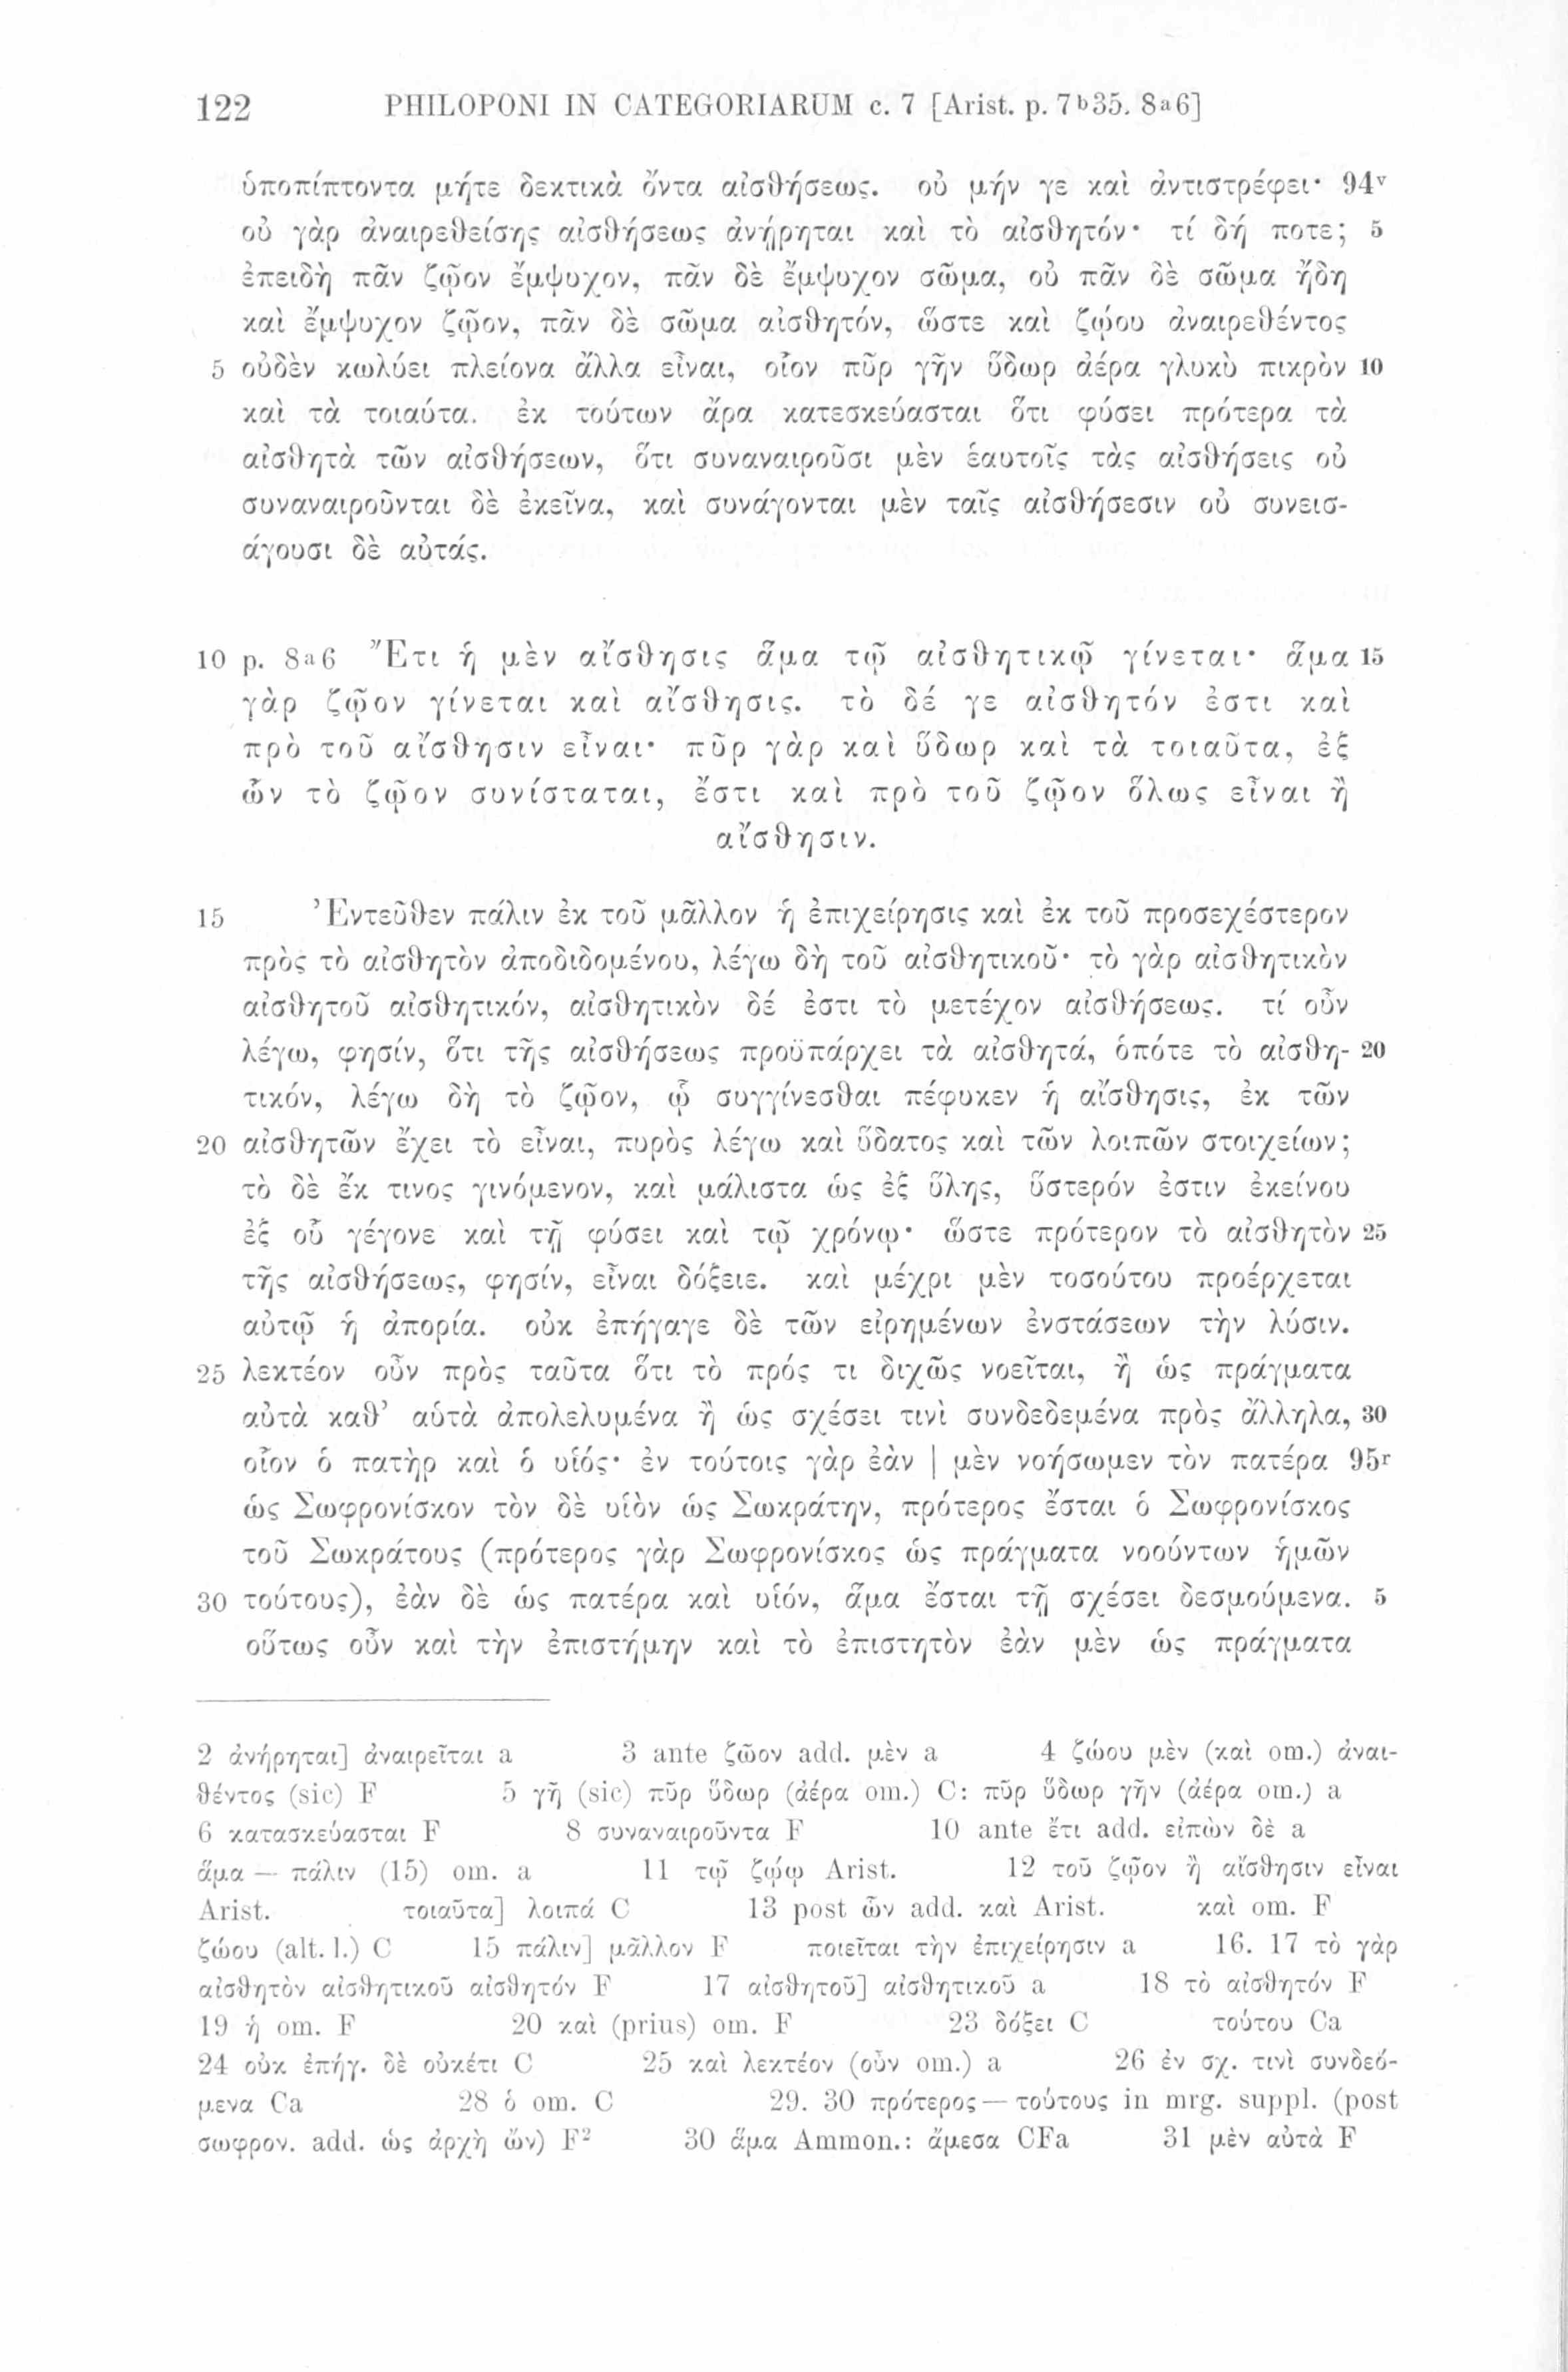 122 PHILOPONI IN CATEGORIARUM c. 7 [Arist. p. 7b35. 8a6]
ὑποπίπτοντα μήτε δεκτικὰ ὄντα αἰσθήσεως. οὐ μήν γε καὶ ἀντιστρέφει· 94v
οὐ γὰρ ἀναιρεθείσης αἰσθήσεως ἀνῄρηται καὶ τὸ αἰσθητόν· τί δή ποτε; 5
ἐπειδὴ πᾶν ζῷον ἔμψυχον, πᾶν δὲ ἔμψυχον σῶμα, οὐ πᾶν δὲ σῶμα ἤδη
καὶ ἔμψυχον ζῷον, πᾶν δὲ σῶμα αἰσθητόν, ὥστε καὶ ζῴου ἀναιρεθέντος
5 οὐδὲν κωλύει πλείονα ἄλλα εἶναι, οἷον πῦρ γῆν ὕδωρ ἀέρα γλυκὺ πικρὸν 10
καὶ τὰ τοιαύτα. ἐκ τούτων ἄρα κατεσκεύασται ὅτι φύσει πρότερα τὰ
αἰσθητὰ τῶν αἰσθήσεων, ὅτι συναναιροῦσι μὲν ἑαυτοῖς τὰς αἰσθήσεις οὐ
συναναιροῦνται δὲ ἐκεῖνα, καὶ συνάγονται μὲν ταῖς αἰσθήσεσιν οὐ συνεισ-
άγουσι δὲ αὐτάς.
10 p. 8a6 Ἔτι ἡ μὲν αἴσθησις ἅμα τῷ αἰσθητικῷ γίνεται· ἅμα 15
γὰρ ζῷον γίνεται καὶ αἴσθησις. τὸ δέ γε αἰσθητόν ἐστι καὶ
πρὸ τοῦ αἴσθησιν εἶναι· πῦρ γὰρ καὶ ὕδωρ καὶ τὰ τοιαῦτα, ἐξ
ὧν τὸ ζῷον συνίσταται, ἔστι καὶ πρὸ τοῦ ζῷον ὅλως εἶναι ἢ
αἴσθησιν.
15 Ἐντεῦθεν πάλιν ἐκ τοῦ μᾶλλον ἡ ἐπιχείρησις καὶ ἐκ τοῦ προσεχέστερον
πρὸς τὸ αἰσθητὸν ἀποδιδομένου, λέγω δὴ τοῦ αἰσθητικοῦ· τὸ γὰρ αἰσθητικὸν
αἰσθητοῦ αἰσθητικόν, αἰσθητικὸν δέ ἐστι τὸ μετέχον αἰσθήσεως. τί οὖν
λέγω, φησίν, ὅτι τῆς αἰσθήσεως προϋπάρχει τὰ αἰσθητά, ὁπότε τὸ αἰσθη- 20
τικόν, λέγω δὴ τὸ ζῷον, ᾧ συγγίνεσθαι πέφυκεν ἡ αἴσθησις, ἐκ τῶν
20 αἰσθητῶν ἔχει τὸ εἶναι, πυρὸς λέγω καὶ ὕδατος καὶ τῶν λοιπῶν στοιχείων;
τὸ δὲ ἔκ τινος γινόμενον, καὶ μάλιστα ὡς ἐξ ὕλης, ὕστερόν ἐστιν ἐκείνου
ἐξ οὗ γέγονε καὶ τῇ φύσει καὶ τῷ χρόνῳ· ὥστε πρότερον τὸ αἰσθητὸν 25
τῆς αἰσθήσεως, φησίν, εἶναι δόξειε. καὶ μέχρι μὲν τοσούτου προέρχεται
αὐτῷ ἡ ἀπορία. οὐκ ἐπήγαγε δὲ τῶν εἰρημένων ἐνστάσεων τὴν λύσιν.
25 λεκτέον οὖν πρὸς ταῦτα ὅτι τὸ πρός τι διχῶς νοεῖται, ἢ ὡς πράγματα
αὐτὰ καθ’ αὑτὰ ἀπολελυμένα ἢ ὡς σχέσει τινὶ συνδεδεμένα πρὸς ἄλληλα, 30
οἷον ὁ πατὴρ καὶ ὁ υἱός· ἐν τούτοις γὰρ ἐὰν | μὲν νοήσωμεν τὸν πατέρα 95r
ὡς Σωφρονίσκον τὸν δὲ υἱὸν ὡς Σωκράτην, πρότερος ἔσται ὁ Σωφρονίσκος
τοῦ Σωκράτους (πρότερος γὰρ Σωφρονίσκος ὡς πράγματα νοούντων ἡμῶν
30 τούτους), ἐὰν δὲ ὡς πατέρα καὶ υἱόν, ἅμα ἔσται τῇ σχέσει δεσμούμενα. 5
οὕτως οὖν καὶ τὴν ἐπιστήμην καὶ τὸ ἐπιστητὸν ἐὰν μὲν ὡς πράγματα
2 ἀνῄρηται] ἀναιρεῖται a 3 ante ζῶον add. μὲν a 4 ζώου μὲν (καὶ om.) ἀναι-
θέντος (sic) F 5 γῆ (sic) πῦρ ὕδωρ (ἀέρα om.) C: πῦρ ὕδωρ γῆν (ἀέρα om.) a
6 κατασκεύασται F 8 συναναιροῦντα F 10 ante ἔτι add. εἰπὼν δὲ a
ἅμα — πάλιν (15) om. a 11 τῷ ζῴῳ Arist. 12 τοῦ ζῷον ἢ αἴσθησιν εἶναι
Arist. τοιαῦτα] λοιπά C 13 post ὧν add. καὶ Arist. καὶ om. F
ζώου (alt. l.) C 15 πάλιν] μᾶλλον F ποιεῖται τὴν ἐπιχείρησιν a 16. 17 τὸ γὰρ
αἰσθητὸν αἰσθητικοῦ αἰσθητόν F 17 αἰσθητοῦ] αἰσθητικοῦ a 18 τὸ αἰσθητόν F
19 ἡ om. F 20 καὶ (prius) om. F 23 δόξει C τούτου Ca
24 οὐκ ἐπήγ. δὲ οὐκέτι C 25 καὶ λεκτέον (οὖν om.) a 26 ἐν σχ. τινὶ συνδεό-
μενα Ca 28 ὁ om. C 29. 30 πρότερος — τούτους in mrg. suppl. (post
σωφρον. add. ὡς ἀρχὴ ὤν) F2 30 ἅμα Ammon.: ἄμεσα CFa 31 μὲν αὐτὰ F